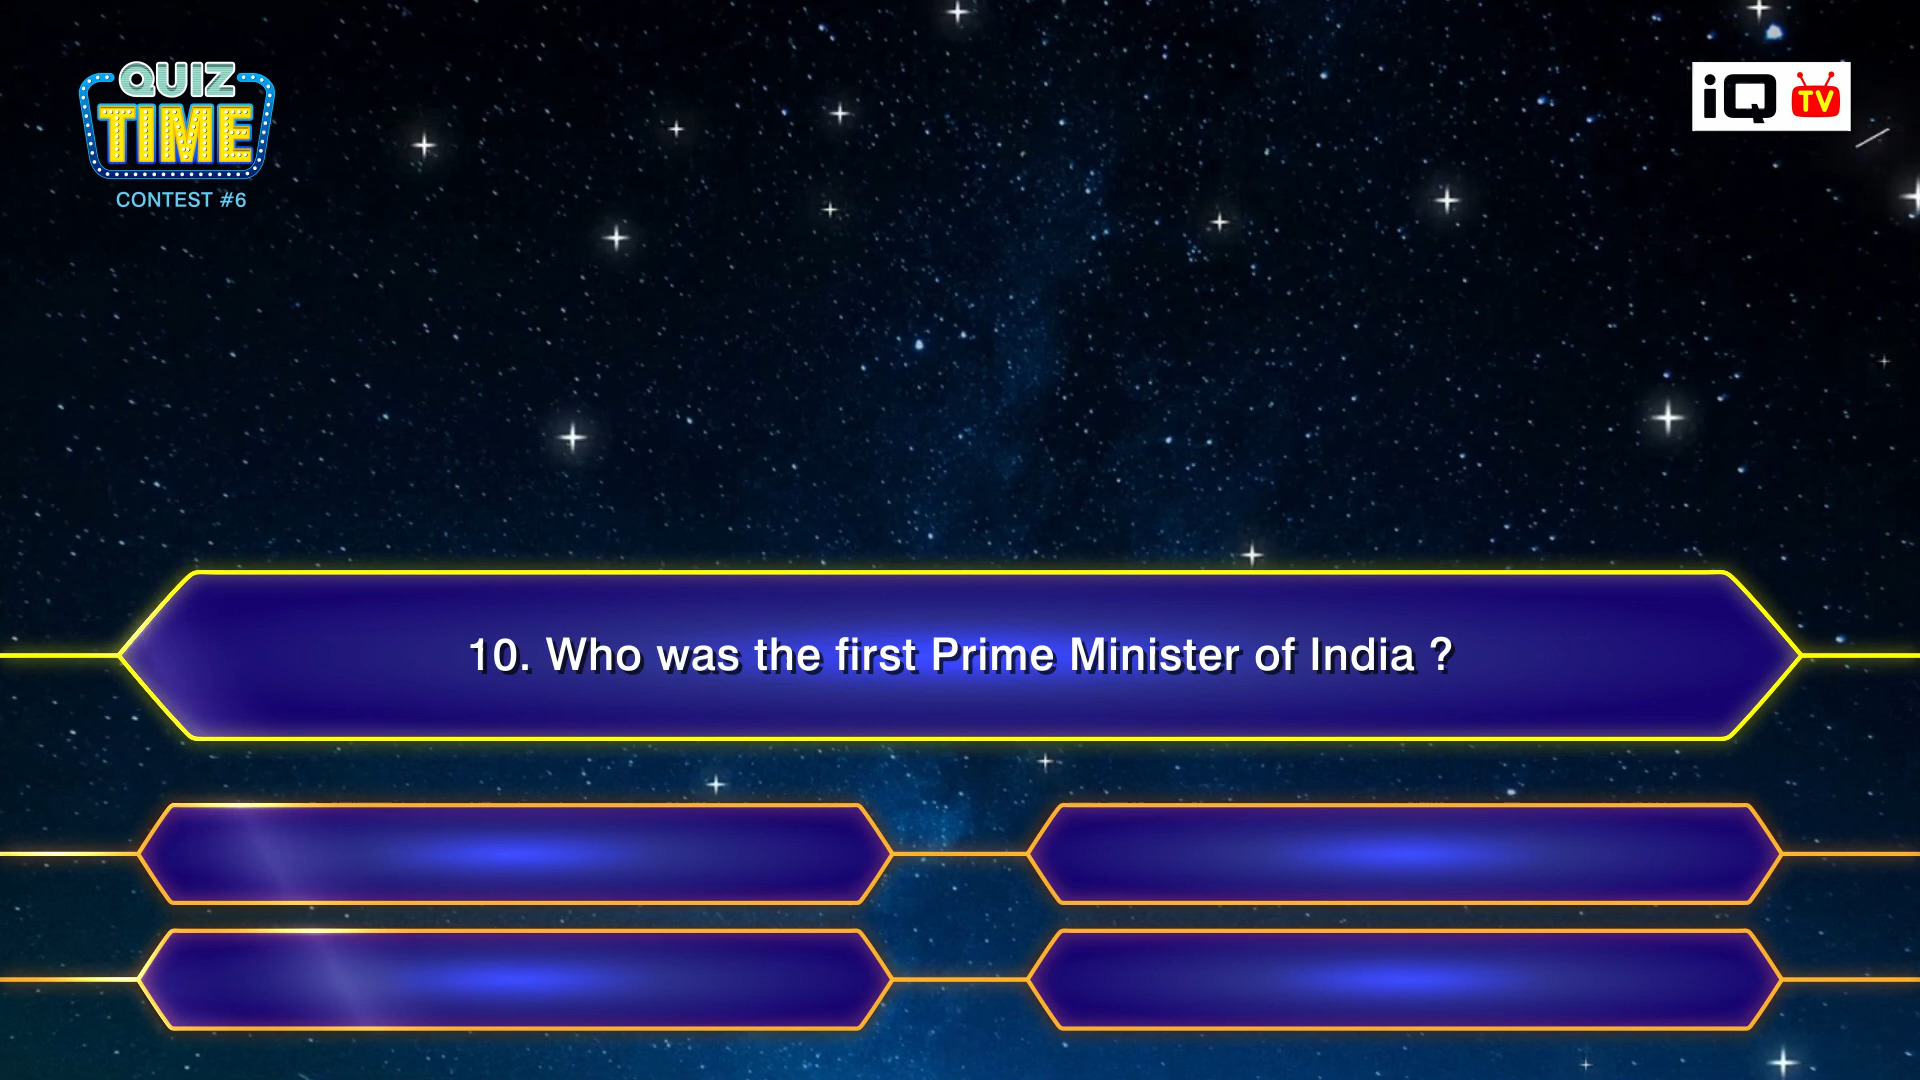 QUIZ
TIME
CONTEST #6
iQ TV
10. Who was the first Prime Minister of India ?